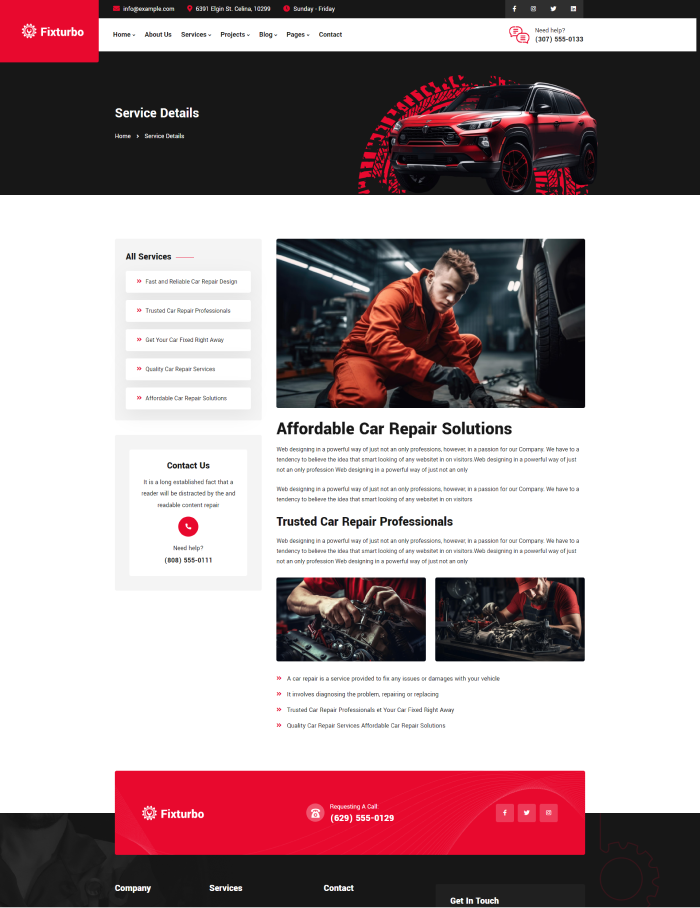 info@example.com 6391 Elgin St. Celina, 10299 Sunday - Friday
Fixturbo
Home About Us Services Projects Blog Pages Contact
Need help?
(307) 555-0133
Service Details
Home Service Details
All Services
Fast and Reliable Car Repair Design
Trusted Car Repair Professionals
Get Your Car Fixed Right Away
Quality Car Repair Services
Affordable Car Repair Solutions
Contact Us
It is a long established fact that a
reader will be distracted by the and
readable content repair
Need help?
(808) 555-0111
Affordable Car Repair Solutions
Web designing in a powerful way of just not an only professions, however, in a passion for our Company. We have to a
tendency to believe the idea that smart looking of any websitet in on visitors.Web designing in a powerful way of just
not an only profession Web designing in a powerful way of just not an only
Web designing in a powerful way of just not an only professions, however, in a passion for our Company. We have to a
tendency to believe the idea that smart looking of any websitet in on visitors
Trusted Car Repair Professionals
Web designing in a powerful way of just not an only professions, however, in a passion for our Company. We have to a
tendency to believe the idea that smart looking of any websitet in on visitors.Web designing in a powerful way of just
not an only profession Web designing in a powerful way of just not an only
A car repair is a service provided to fix any issues or damages with your vehicle
It involves diagnosing the problem, repairing or replacing
Trusted Car Repair Professionals et Your Car Fixed Right Away
Quality Car Repair Services Affordable Car Repair Solutions
Fixturbo
Requesting A Call:
(629) 555-0129
Company Services Contact
Get In Touch